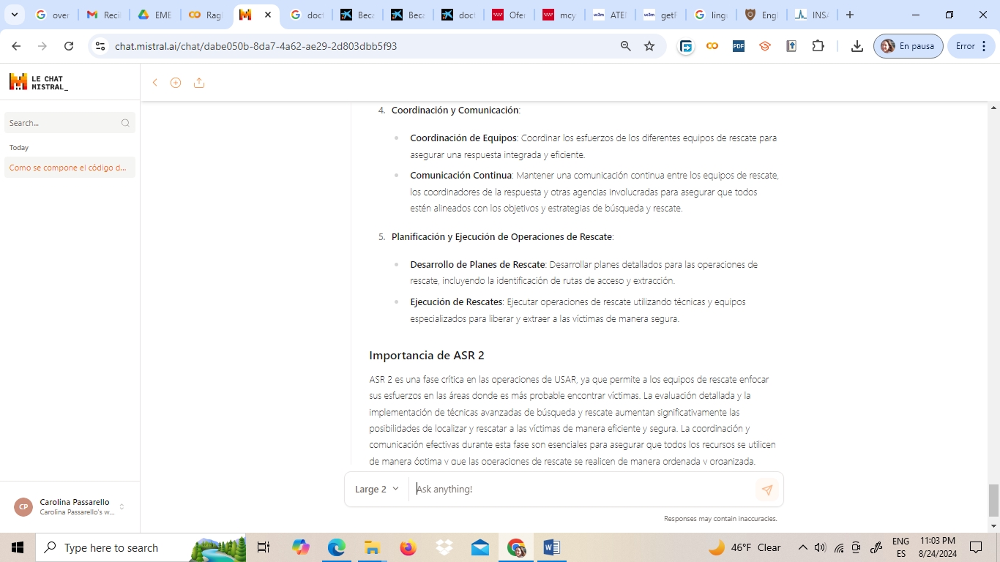 over
Reci
EME
Rag
doct
Beca
Beca
doct
Ofer
mcy
ATE
getF
ling
Engl
INSA
chat.mistral.ai/chat/dabe050b-8da7-4a62-ae29-2d803dbb5f93
PDF
En pausa
Error
LE CHAT
MISTRAL_
Search...
Today
Como se compone el código d...
4. Coordinación y Comunicación:
Coordinación de Equipos: Coordinar los esfuerzos de los diferentes equipos de rescate para
asegurar una respuesta integrada y eficiente.
Comunicación Continua: Mantener una comunicación continua entre los equipos de rescate,
los coordinadores de la respuesta y otras agencias involucradas para asegurar que todos
estén alineados con los objetivos y estrategias de búsqueda y rescate.
5. Planificación y Ejecución de Operaciones de Rescate:
Desarrollo de Planes de Rescate: Desarrollar planes detallados para las operaciones de
rescate, incluyendo la identificación de rutas de acceso y extracción.
Ejecución de Rescates: Ejecutar operaciones de rescate utilizando técnicas y equipos
especializados para liberar y extraer a las víctimas de manera segura.
Importancia de ASR 2
ASR 2 es una fase crítica en las operaciones de USAR, ya que permite a los equipos de rescate enfocar
sus esfuerzos en las áreas donde es más probable encontrar víctimas. La evaluación detallada y la
implementación de técnicas avanzadas de búsqueda y rescate aumentan significativamente las
posibilidades de localizar y rescatar a las víctimas de manera eficiente y segura. La coordinación y
comunicación efectivas durante esta fase son esenciales para asegurar que todos los recursos se utilicen
de manera óptima y que las operaciones de rescate se realicen de manera ordenada y organizada.
Large 2
Ask anything!
Responses may contain inaccuracies.
CP
Carolina Passarello
Carolina Passarello's w...
Type here to search
46°F Clear
ENG
ES
11:03 PM
8/24/2024